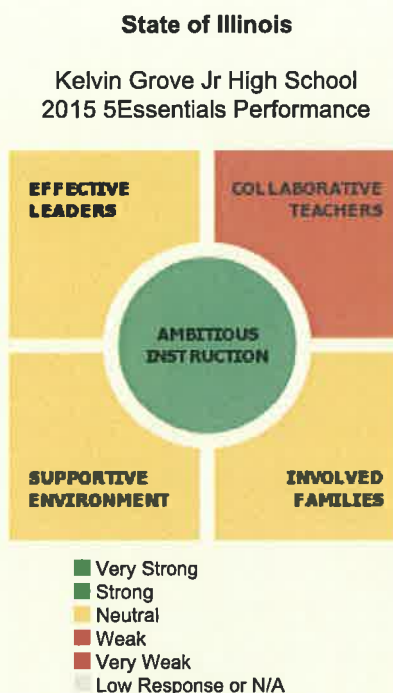 State of Illinois
Kelvin Grove Jr High School
2015 5Essentials Performance
EFFECTIVE
LEADERS
COLLABORATIVE
TEACHERS
AMBITIOUS
INSTRUCTION
SUPPORTIVE
ENVIRONMENT
INVOLVED
FAMILIES
Very Strong
Strong
Neutral
Weak
Very Weak
Low Response or N/A